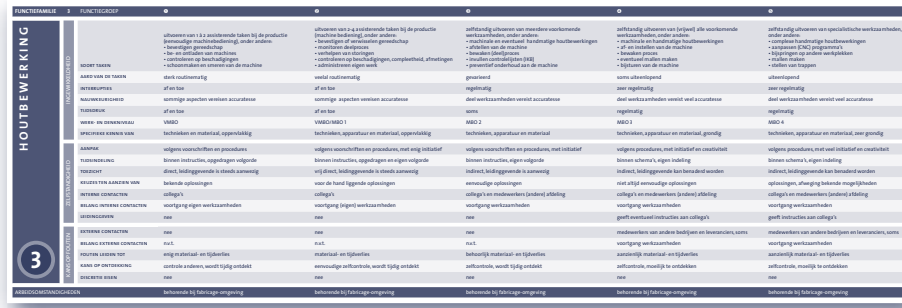 FUNCTIEFAMILIE 3 FUNCTIEGROEP
HOUTBEWERKING
3
INGEWIKKELDHEID
SOORT TAKEN
uitvoeren van 1 à 2 assisterende taken bij de productie
(eenvoudige machinebediening), onder andere:
• bevestigen gereedschap
• be- en ontladen van machines
• controleren op beschadigingen
• schoonmaken en smeren van de machine
uitvoeren van 2-4 assisterende taken bij de productie
(machine bediening), onder andere:
• bevestigen of verwisselen gereedschap
• monitoren deelproces
• verhelpen van storingen
• controleren op beschadigingen, compleetheid, afmetingen
• administreren eigen werk
zelfstandig uitvoeren van meerdere voorkomende
werkzaamheden, onder andere:
• machinale en eventueel handmatige houtbewerkingen
• afstellen van de machine
• bewaken (deel)proces
• invullen controlelijsten (IKB)
• preventief onderhoud aan de machine
zelfstandig uitvoeren van (vrijwel) alle voorkomende
werkzaamheden, onder andere:
• machinale en handmatige houtbewerkingen
• af- en instellen van de machine
• bewaken proces
• eventueel mallen maken
• bijsturen van de machine
zelfstandig uitvoeren van specialistische werkzaamheden,
onder andere:
• complexe handmatige houtbewerkingen
• aanpassen (CNC) programma's
• bijspringen op andere werkplekken
• mallen maken
• stellen van trappen
AARD VAN DE TAKEN sterk routinematig veelal routinematig gevarieerd soms uiteenlopend uiteenlopend
INTERRUPTIES af en toe af en toe regelmatig zeer regelmatig zeer regelmatig
NAUWKEURIGHEID sommige aspecten vereisen accuratesse sommige aspecten vereisen accuratesse deel werkzaamheden vereist accuratesse deel werkzaamheden vereist veel accuratesse deel werkzaamheden vereist veel accuratesse
TIJDSDRUK af en toe af en toe soms regelmatig regelmatig
WERK- EN DENKNIVEAU VMBO VMBO/MBO 1 MBO 2 MBO 3 MBO 4
SPECIFIEKE KENNIS VAN technieken en materiaal, oppervlakkig technieken, apparatuur en materiaal, oppervlakkig technieken, apparatuur en materiaal technieken, apparatuur en materiaal, grondig technieken, apparatuur en materiaal, zeer grondig
ZELFSTANDIGHEID
AANPAK volgens voorschriften en procedures volgens voorschriften en procedures, met enig initiatief volgens voorschriften en procedures, met initiatief volgens procedures, met initiatief en creativiteit volgens procedures, met veel initiatief en creativiteit
TIJDSINDELING binnen instructies, opgedragen volgorde binnen instructies, opgedragen en eigen volgorde binnen instructies, eigen volgorde binnen schema's, eigen indeling binnen schema's, eigen indeling
TOEZICHT direct, leidinggevende is steeds aanwezig vrij direct, leidinggevende is steeds aanwezig indirect, leidinggevende is aanwezig indirect, leidinggevende kan benaderd worden indirect, leidinggevende kan benaderd worden
KEUZES TEN AANZIEN VAN bekende oplossingen voor de hand liggende oplossingen eenvoudige oplossingen niet altijd eenvoudige oplossingen oplossingen, afweging bekende mogelijkheden
INTERNE CONTACTEN collega's collega's collega's en medewerkers (andere) afdeling collega's en medewerkers (andere) afdeling collega's en medewerkers (andere) afdeling
BELANG INTERNE CONTACTEN voortgang eigen werkzaamheden voortgang (eigen) werkzaamheden voortgang werkzaamheden voortgang werkzaamheden voortgang werkzaamheden
LEIDINGGEVEN nee nee nee geeft eventueel instructies aan collega's geeft instructies aan collega's
KANS OP FOUTEN
EXTERNE CONTACTEN nee nee nee medewerkers van andere bedrijven en leveranciers, soms medewerkers van andere bedrijven en leveranciers, soms
BELANG EXTERNE CONTACTEN n.v.t. n.v.t. n.v.t. voortgang werkzaamheden voortgang werkzaamheden
FOUTEN LEIDEN TOT enig materiaal- en tijdverlies materiaal- en tijdverlies behoorlijk materiaal- en tijdverlies aanzienlijk materiaal- en tijdverlies aanzienlijk materiaal- en tijdverlies
KANS OP ONTDEKKING controle anderen, wordt tijdig ontdekt eenvoudige zelfcontrole, wordt tijdig ontdekt zelfcontrole, wordt tijdig ontdekt zelfcontrole, moeilijk te ontdekken zelfcontrole, moeilijk te ontdekken
DISCRETIE EISEN nee nee nee nee nee
ARBEIDSOMSTANDIGHEDEN behorende bij fabricage-omgeving behorende bij fabricage-omgeving behorende bij fabricage-omgeving behorende bij fabricage-omgeving behorende bij fabricage-omgeving